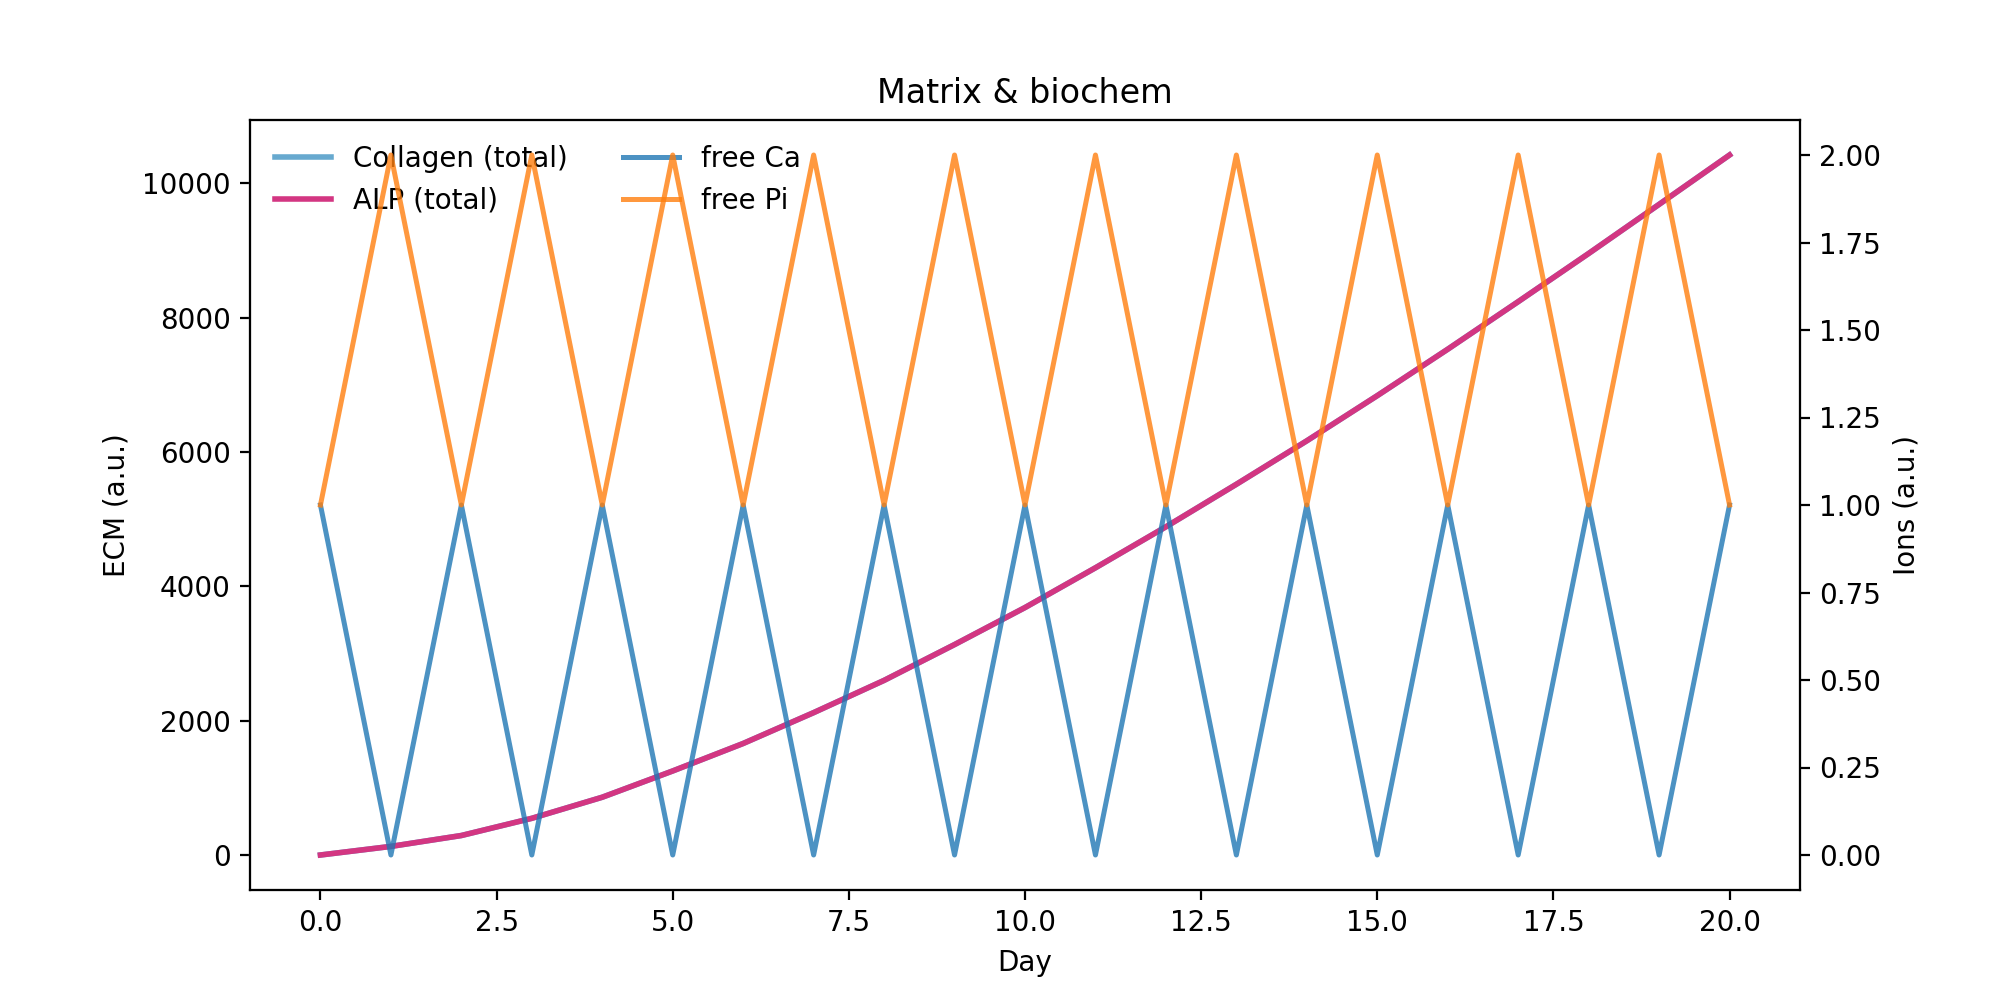 Matrix & biochem
Collagen (total)
ALP (total)
free Ca
free Pi
ECM (a.u.)
10000
8000
6000
4000
2000
0
2.00
1.75
1.50
1.25
1.00
0.75
0.50
0.25
0.00
Ions (a.u.)
0.0 2.5 5.0 7.5 10.0 12.5 15.0 17.5 20.0
Day